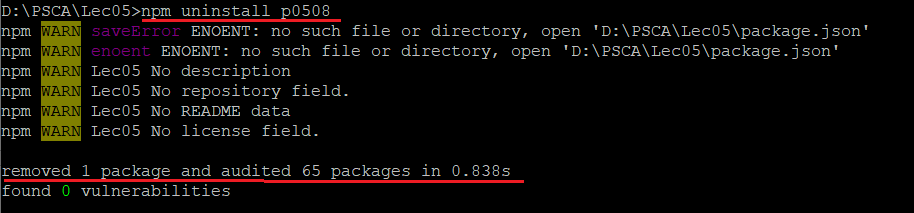 D:\PSCA\Lec05>npm uninstall p0508
npm WARN saveError ENOENT: no such file or directory, open 'D:\PSCA\Lec05\package.json'
npm WARN enoent ENOENT: no such file or directory, open 'D:\PSCA\Lec05\package.json'
npm WARN Lec05 No description
npm WARN Lec05 No repository field.
npm WARN Lec05 No README data
npm WARN Lec05 No license field.
removed 1 package and audited 65 packages in 0.838s
found 0 vulnerabilities